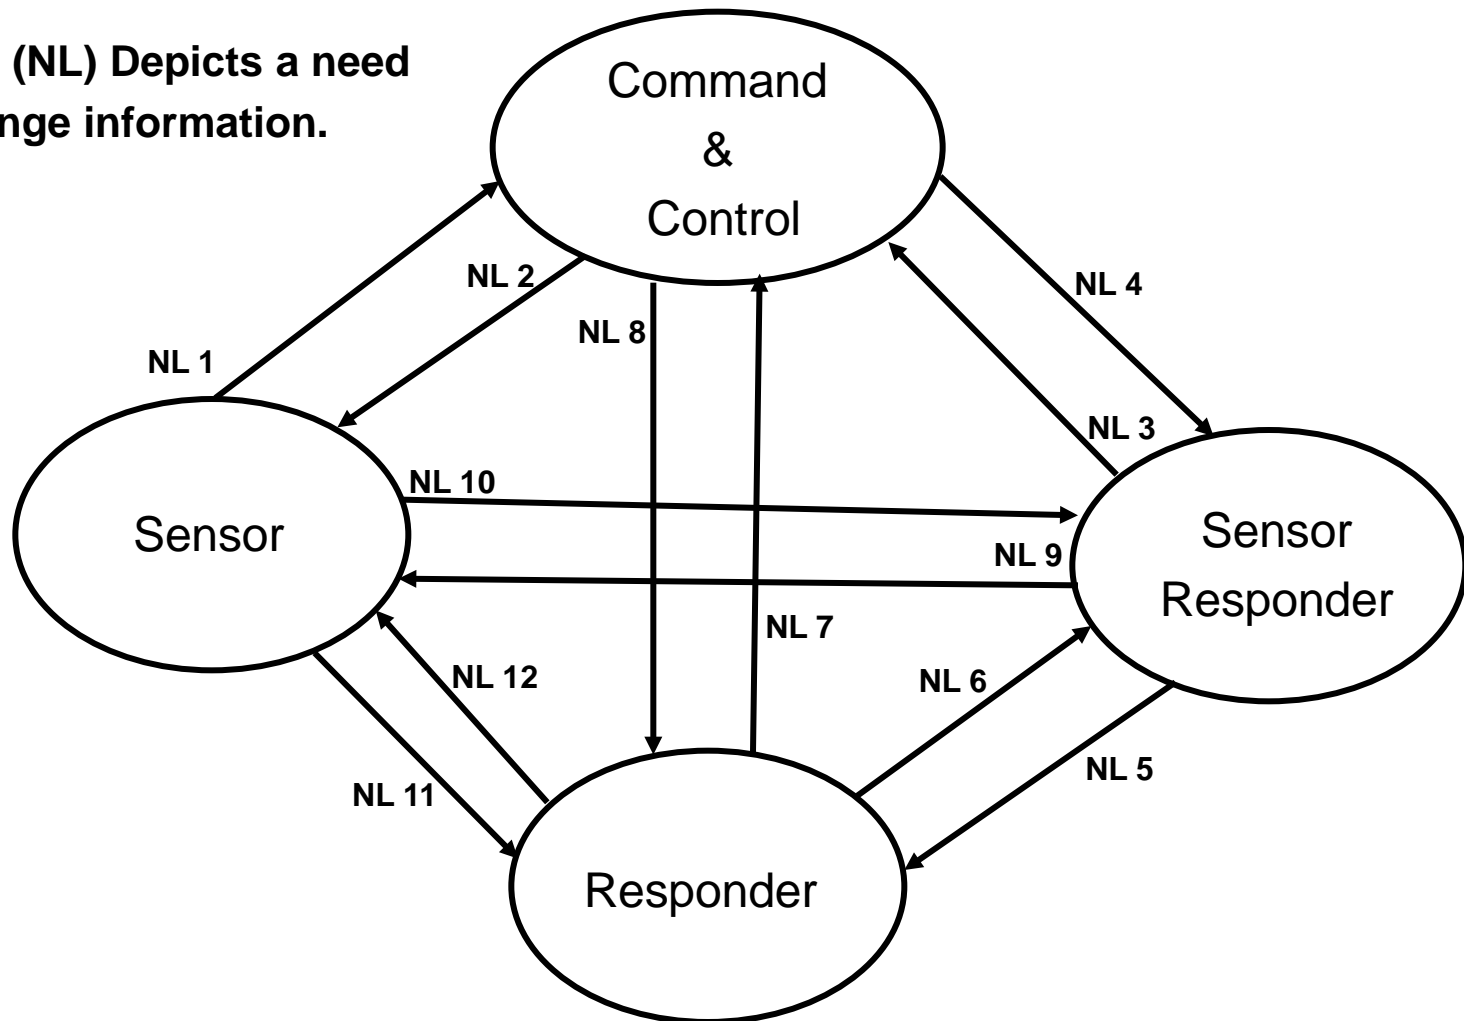 (NL) Depicts a need
nge information.
Command
&
Control
NL 2
NL 4
NL 8
NL 1
NL 3
NL 10
Sensor
Sensor
Responder
NL 9
NL 7
NL 12
NL 6
NL 5
NL 11
Responder